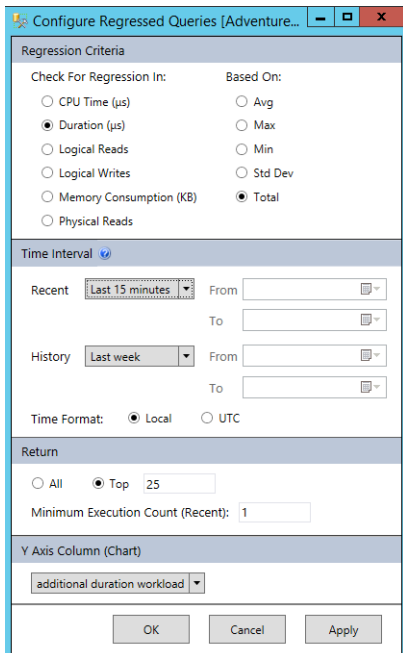 Configure Regressed Queries [Adventure...
Regression Criteria
Check For Regression In: Based On:
CPU Time (µs) Avg
Duration (µs) Max
Logical Reads Min
Logical Writes Std Dev
Memory Consumption (KB) Total
Physical Reads
Time Interval ?
Recent Last 15 minutes From
To
History Last week From
To
Time Format: Local UTC
Return
All Top 25
Minimum Execution Count (Recent): 1
Y Axis Column (Chart)
additional duration workload
OK Cancel Apply